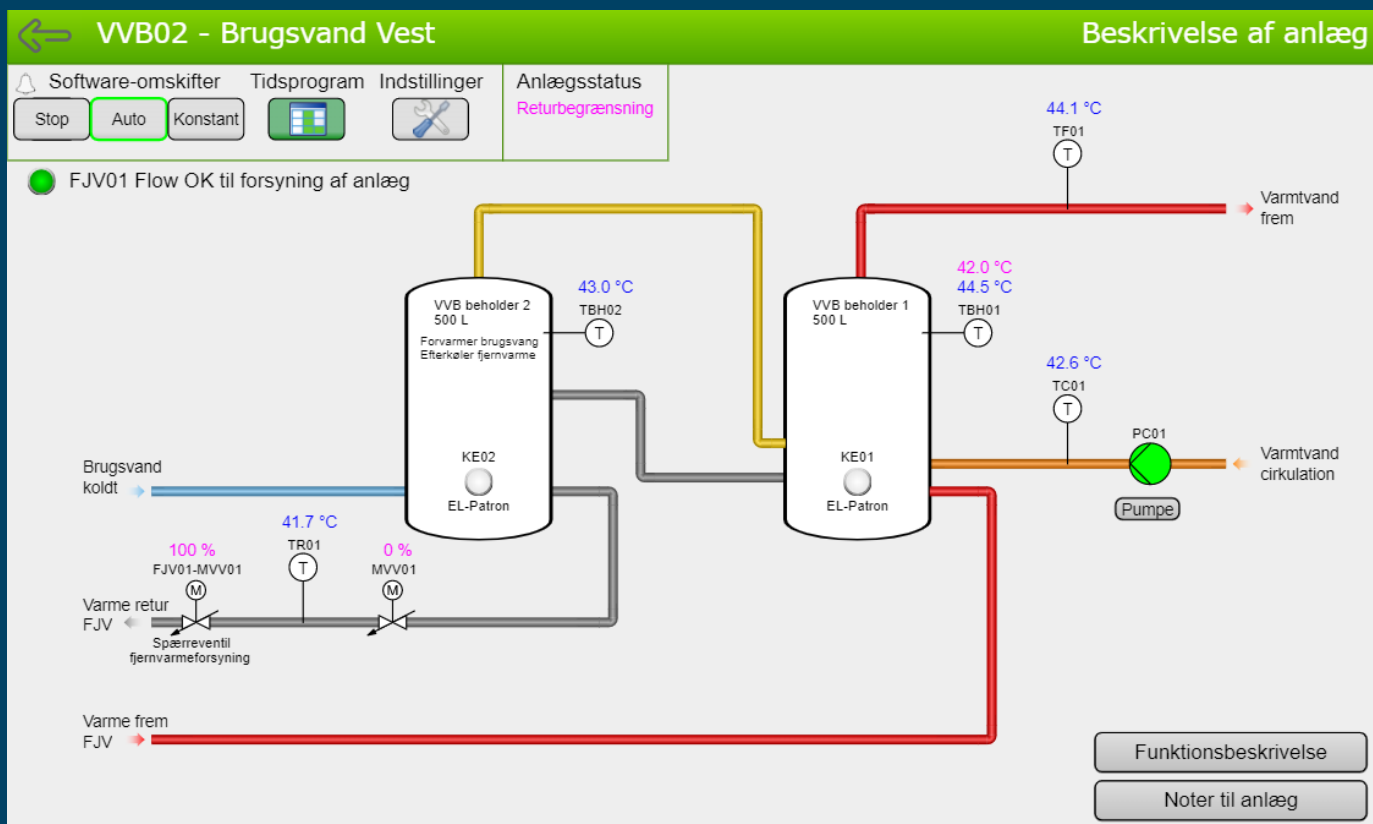 VVB02 - Brugsvand Vest
Beskrivelse af anlæg
Software-omskifter
Tidsprogram
Indstillinger
Anlægsstatus
Stop
Auto
Konstant
Returbegrænsning
FJV01 Flow OK til forsyning af anlæg
44.1 °C
TF01
T
Varmtvand
frem
VVB beholder 2
500 L
Forvarmer brugsvang
Efterkøler fjernvarme
43.0 °C
TBH02
T
VVB beholder 1
500 L
42.0 °C
44.5 °C
TBH01
T
42.6 °C
TC01
T
PC01
Varmtvand
cirkulation
Pumpe
KE02
EL-Patron
KE01
EL-Patron
Brugsvand
koldt
41.7 °C
TR01
T
100 %
FJV01-MVV01
M
0 %
MVV01
M
Varme retur
FJV
Spærreventil
fjernvarmeforsyning
Varme frem
FJV
Funktionsbeskrivelse
Noter til anlæg